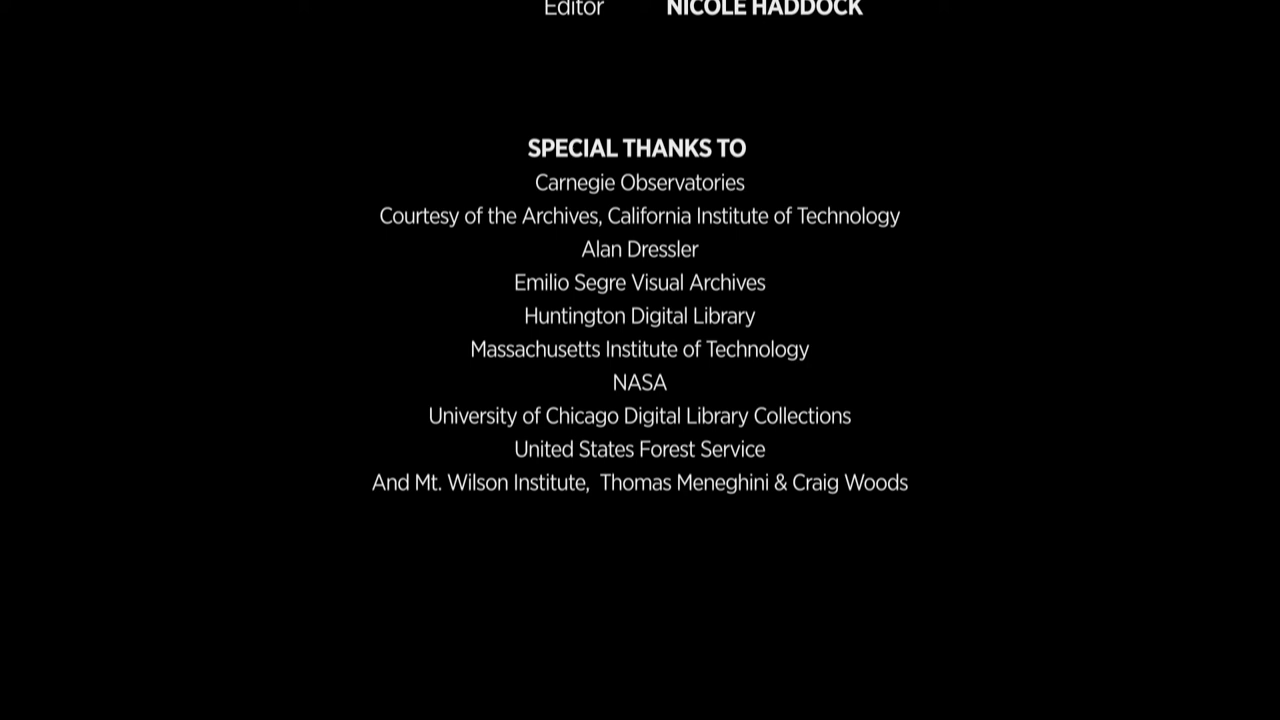 Editor NICOLE HADDOCK
SPECIAL THANKS TO
Carnegie Observatories
Courtesy of the Archives, California Institute of Technology
Alan Dressler
Emilio Segre Visual Archives
Huntington Digital Library
Massachusetts Institute of Technology
NASA
University of Chicago Digital Library Collections
United States Forest Service
And Mt. Wilson Institute,  Thomas Meneghini & Craig Woods